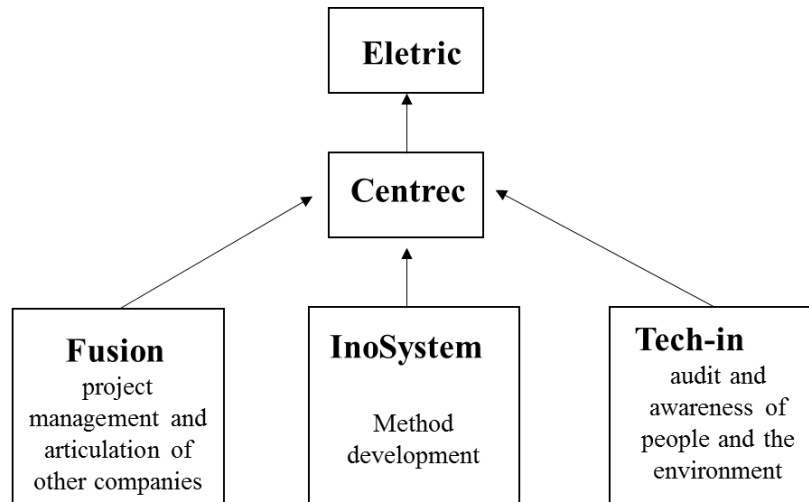 Eletric
Centrec
Fusion
project
management and
articulation of
other companies
InoSystem
Method
development
Tech-in
audit and
awareness of
people and the
environment